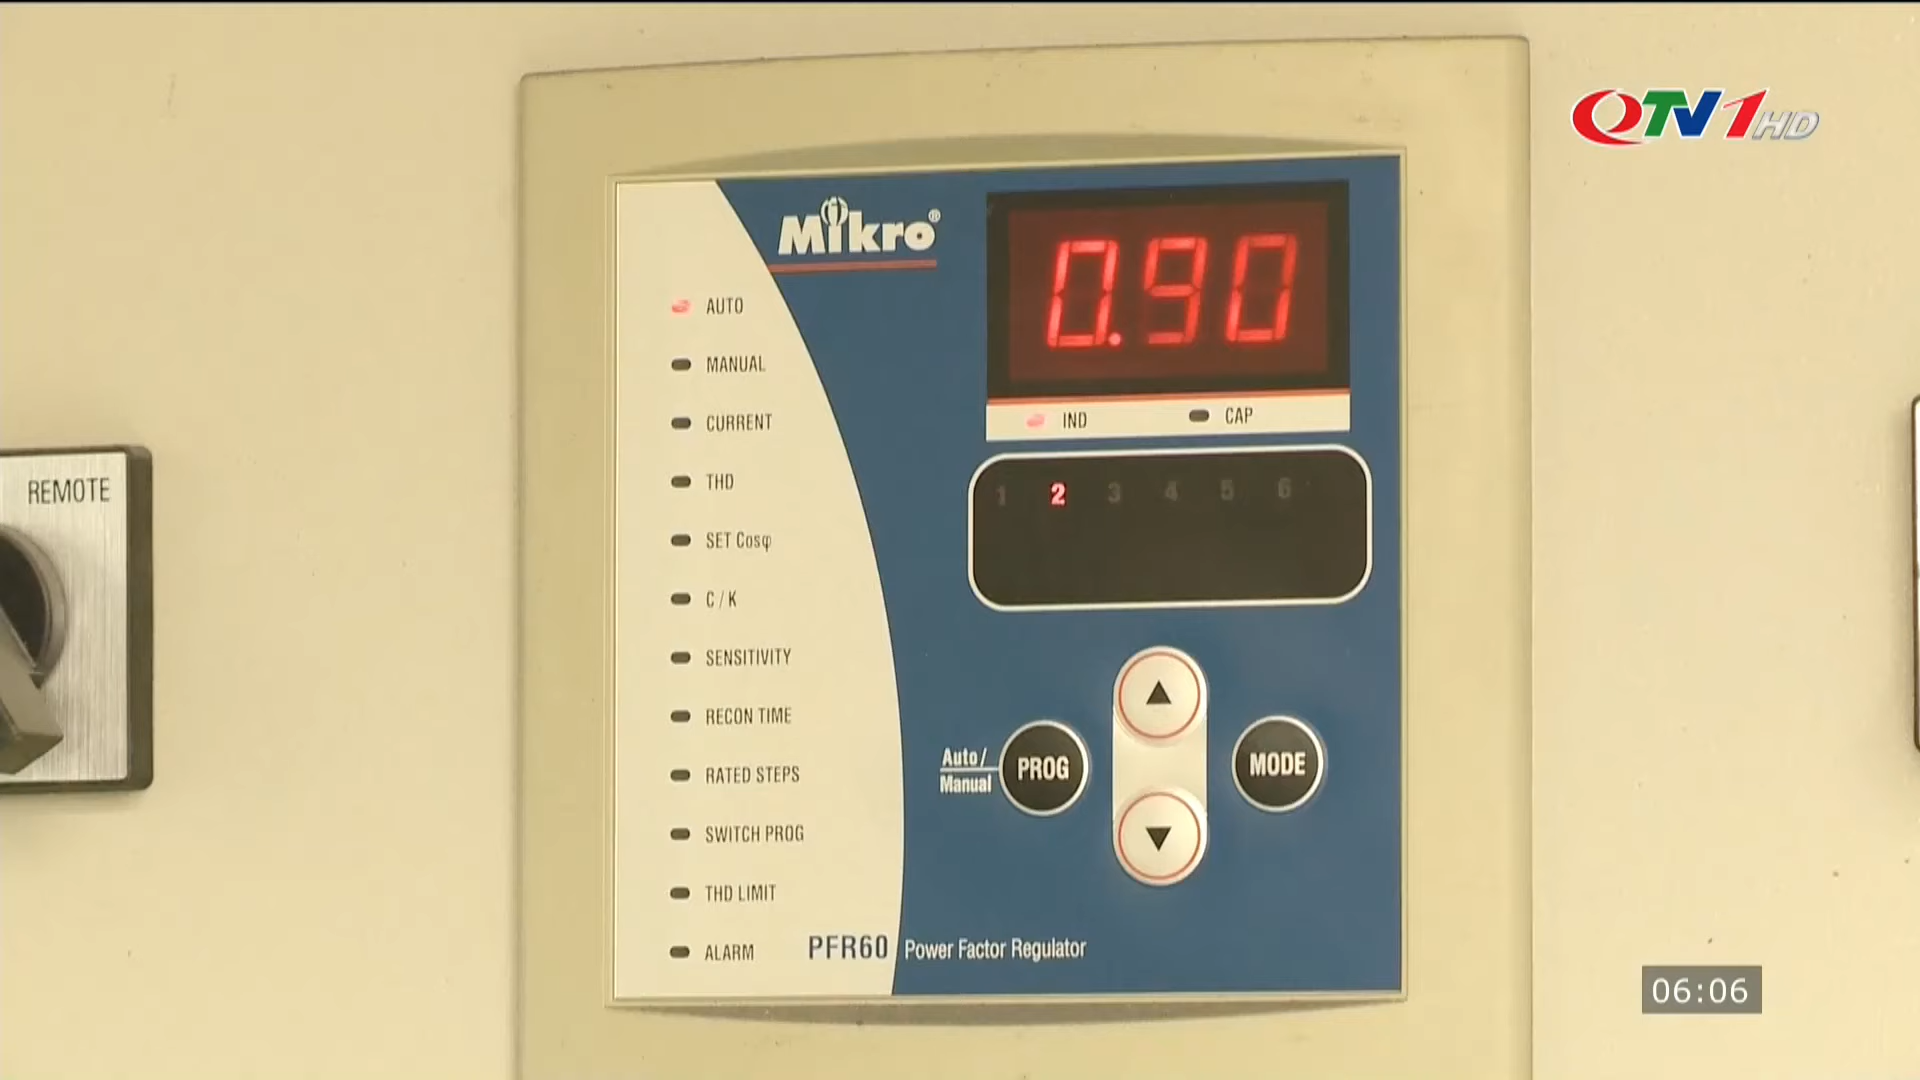 QTV1HD
Mikro®
0.90
IND CAP
1 2 3 4 5 6
AUTO
MANUAL
CURRENT
THD
SET Cosφ
C / K
SENSITIVITY
RECON TIME
RATED STEPS
SWITCH PROG
THD LIMIT
ALARM
REMOTE
Auto /
Manual
PROG
▲
▼
MODE
PFR60 Power Factor Regulator
06:06